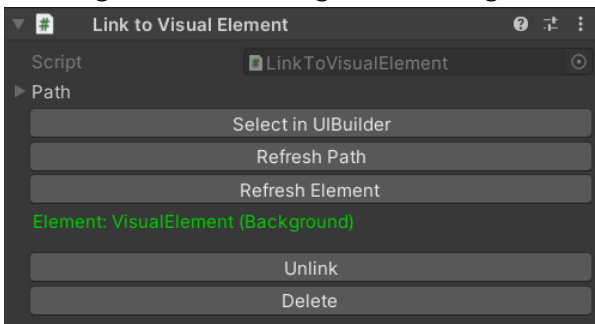 Link to Visual Element
Script LinkToVisualElement
Path
Select in UIBuilder
Refresh Path
Refresh Element
Element: VisualElement (Background)
Unlink
Delete